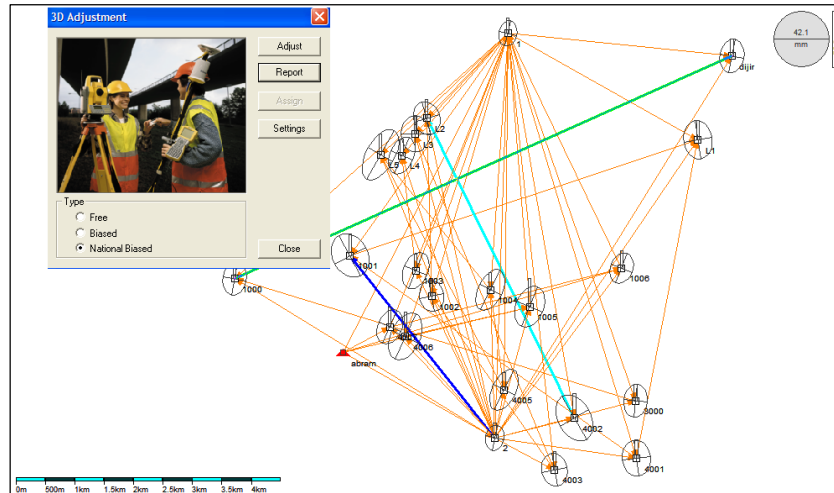 3D Adjustment
Adjust
Report
Assign
Settings
Type
Free
Biased
National Biased
Close
42.1
mm
1
dijir
L2
L3
L4
L5
L1
1001
1000
1003
1002
1004
1005
1006
4006
abram
4005
4002
3000
2
4001
4003
0m 500m 1km 1.5km 2km 2.5km 3km 3.5km 4km